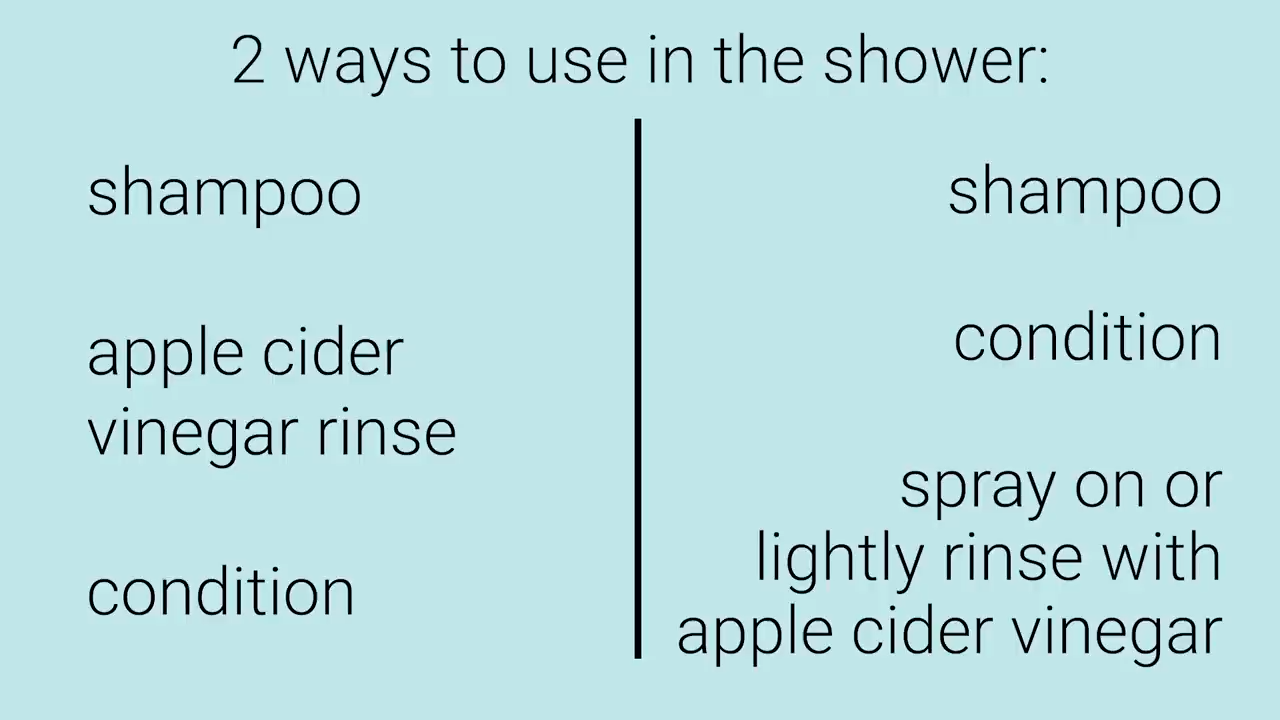 2 ways to use in the shower:
shampoo
apple cider
vinegar rinse
condition
shampoo
condition
spray on or
lightly rinse with
apple cider vinegar